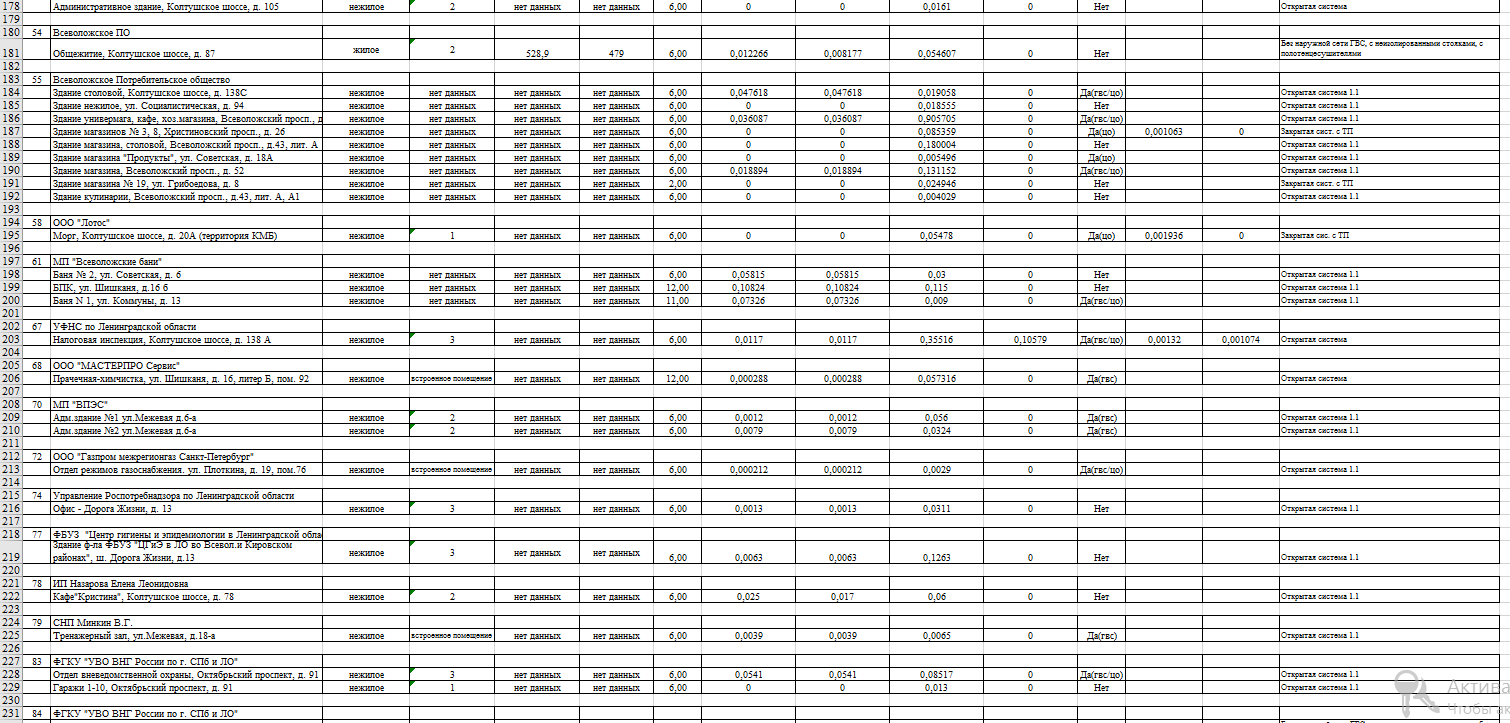 178 Административное здание, Колтушское шоссе, д. 105 нежилое 2 нет данных нет данных 6,00 0 0 0,0161 0 Нет Открытая система
179
180 54 Всеволожское ПО
181 Общежитие, Колтушское шоссе, д. 87 жилое 2 528,9 479 6,00 0,012266 0,008177 0,054607 0 Нет Без наружной сети ГВС, с неизолированными стояками, с
полотенцесушителями
182
183 55 Всеволожское Потребительское общество
184 Здание столовой, Колтушское шоссе, д. 138С нежилое нет данных нет данных нет данных 6,00 0,047618 0,047618 0,019058 0 Да(гвс/цо) Открытая система 1.1
185 Здание нежилое, ул. Социалистическая, д. 94 нежилое нет данных нет данных нет данных 6,00 0 0 0,018555 0 Нет Открытая система 1.1
186 Здание универмага, кафе, хоз.магазина, Всеволожский просп., д нежилое нет данных нет данных нет данных 6,00 0,036087 0,036087 0,905705 0 Да(гвс/цо) Открытая система 1.1
187 Здание магазинов № 3, 8, Христиновский просп., д. 26 нежилое нет данных нет данных нет данных 6,00 0 0 0,085359 0 Да(цо) 0,001063 0 Закрытая сист. с ТП
188 Здание магазина, столовой, Всеволожский просп., д.43, лит. А нежилое нет данных нет данных нет данных 6,00 0 0 0,180004 0 Нет Открытая система 1.1
189 Здание магазина "Продукты", ул. Советская, д. 18А нежилое нет данных нет данных нет данных 6,00 0 0 0,005496 0 Да(цо) Открытая система 1.1
190 Здание магазина, Всеволожский просп., д. 52 нежилое нет данных нет данных нет данных 6,00 0,018894 0,018894 0,131152 0 Да(гвс/цо) Открытая система 1.1
191 Здание магазина № 19, ул. Грибоедова, д. 8 нежилое нет данных нет данных нет данных 2,00 0 0 0,024946 0 Нет Закрытая сист. с ТП
192 Здание кулинарии, Всеволожский просп., д.43, лит. А, А1 нежилое нет данных нет данных нет данных 6,00 0 0 0,004029 0 Нет Открытая система 1.1
193
194 58 ООО "Лотос"
195 Морг, Колтушское шоссе, д. 20А (территория КМБ) нежилое 1 нет данных нет данных 6,00 0 0 0,05478 0 Да(цо) 0,001936 0 Закрытая сис. с ТП
196
197 61 МП "Всеволожские бани"
198 Баня № 2, ул. Советская, д. 6 нежилое нет данных нет данных нет данных 6,00 0,05815 0,05815 0,03 0 Нет Открытая система 1.1
199 БПК, ул. Шишканя, д.16 б нежилое нет данных нет данных нет данных 12,00 0,10824 0,10824 0,115 0 Нет Открытая система 1.1
200 Баня N 1, ул. Коммуны, д. 13 нежилое нет данных нет данных нет данных 11,00 0,07326 0,07326 0,009 0 Да(гвс/цо) Открытая система 1.1
201
202 67 УФНС по Ленинградской области
203 Налоговая инспекция, Колтушское шоссе, д. 138 А нежилое 3 нет данных нет данных 6,00 0,0117 0,0117 0,35516 0,10579 Да(гвс/цо) 0,00132 0,001074 Открытая система
204
205 68 ООО "МАСТЕРПРО Сервис"
206 Прачечная-химчистка, ул. Шишканя, д. 16, литер Б, пом. 92 нежилое встроенное помещение нет данных нет данных 12,00 0,000288 0,000288 0,057316 0 Да(гвс) Открытая система
207
208 70 МП "ВПЭС"
209 Адм.здание №1 ул.Межевая д.6-а нежилое 2 нет данных нет данных 6,00 0,0012 0,0012 0,056 0 Да(гвс) Открытая система 1.1
210 Адм.здание №2 ул.Межевая д.6-а нежилое 2 нет данных нет данных 6,00 0,0079 0,0079 0,0324 0 Да(гвс) Открытая система 1.1
211
212 72 ООО "Газпром межрегионгаз Санкт-Петербург"
213 Отдел режимов газоснабжения. ул. Плоткина, д. 19, пом.76 нежилое встроенное помещение нет данных нет данных 6,00 0,000212 0,000212 0,0029 0 Да(гвс/цо) Открытая система 1.1
214
215 74 Управление Роспотребнадзора по Ленинградской области
216 Офис - Дорога Жизни, д. 13 нежилое 3 нет данных нет данных 6,00 0,0013 0,0013 0,0311 0 Нет Открытая система 1.1
217
218 77 ФБУЗ "Центр гигиены и эпидемиологии в Ленинградской обла
219 Здание ф-ла ФБУЗ "ЦГиЭ в ЛО во Всевол.и Кировском
районах", ш. Дорога Жизни, д.13 нежилое 3 нет данных нет данных 6,00 0,0063 0,0063 0,1263 0 Нет Открытая система 1.1
220
221 78 ИП Назарова Елена Леонидовна
222 Кафе"Кристина", Колтушское шоссе, д. 78 нежилое 2 нет данных нет данных 6,00 0,025 0,017 0,06 0 Нет Открытая система 1.1
223
224 79 СНП Минкин В.Г.
225 Тренажерный зал, ул.Межевая, д.18-а нежилое встроенное помещение нет данных нет данных 6,00 0,0039 0,0039 0,0065 0 Да(гвс) Открытая система 1.1
226
227 83 ФГКУ "УВО ВНГ России по г. СПб и ЛО"
228 Отдел вневедомственной охраны, Октябрьский проспект, д. 91 нежилое 3 нет данных нет данных 6,00 0,0541 0,0541 0,08517 0 Да(гвс/цо) Открытая система 1.1
229 Гаражи 1-10, Октябрьский проспект, д. 91 нежилое 1 нет данных нет данных 6,00 0 0 0,013 0 Нет Открытая система 1.1
230
231 84 ФГКУ "УВО ВНГ России по г. СПб и ЛО"
Актива
Чтобы ак